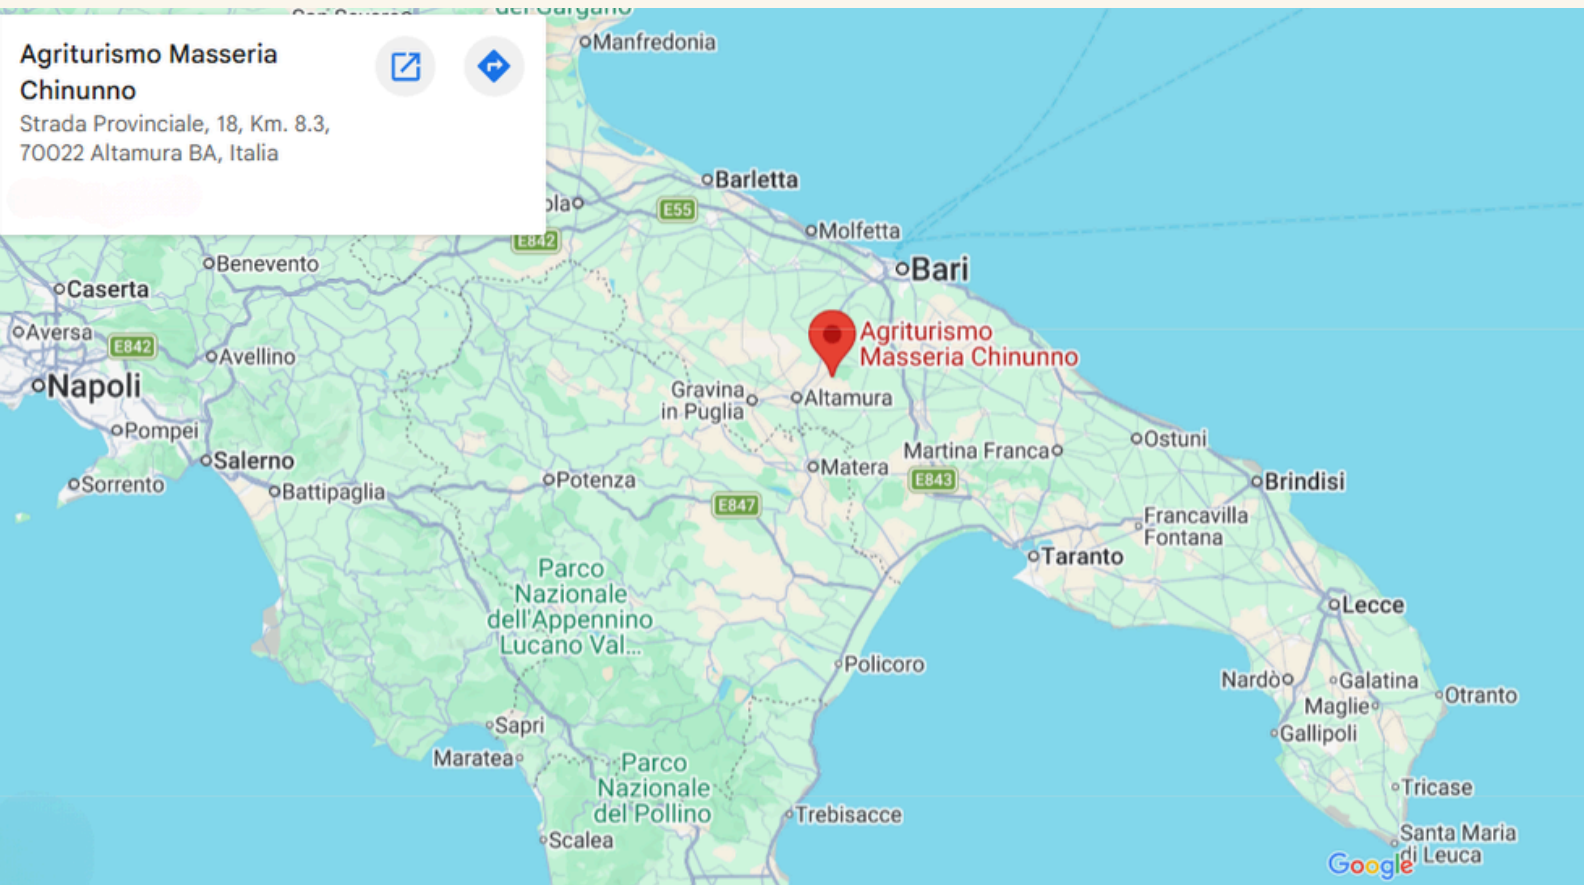 del Gargano
Manfredonia
Agriturismo Masseria
Chinunno
Strada Provinciale, 18, Km. 8.3,
70022 Altamura BA, Italia
Barletta
E55
Molfetta
E842
Bari
Benevento
Caserta
Aversa
E842
Avellino
Agriturismo
Masseria Chinunno
Napoli
Gravina
in Puglia
Altamura
Pompei
Salerno
Sorrento
Battipaglia
Potenza
Matera
Martina Franca
E843
E847
Ostuni
Brindisi
Francavilla
Fontana
Taranto
Parco
Nazionale
dell'Appennino
Lucano Val...
Lecce
Policoro
Nardò
Galatina
Maglie
Otranto
Gallipoli
Sapri
Maratea
Parco
Nazionale
del Pollino
Tricase
Trebisacce
Scalea
Santa Maria
di Leuca
Google